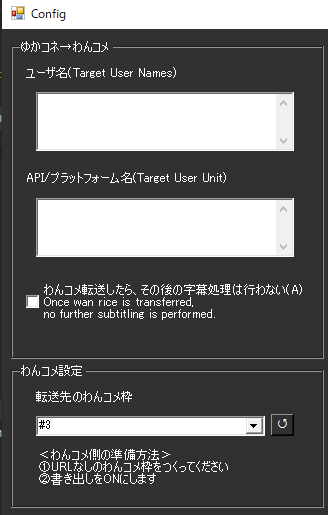 Config
ゆかコネ→わんコメ
ユーザ名(Target User Names)
API/プラットフォーム名(Target User Unit)
わんコメ転送したら、その後の字幕処理は行わない(A)
Once wan rice is transferred,
no further subtitling is performed.
わんコメ設定
転送先のわんコメ枠
#3
↺
＜わんコメ側の準備方法＞
①URLなしのわんコメ枠をつくってください
②書き出しをONにします